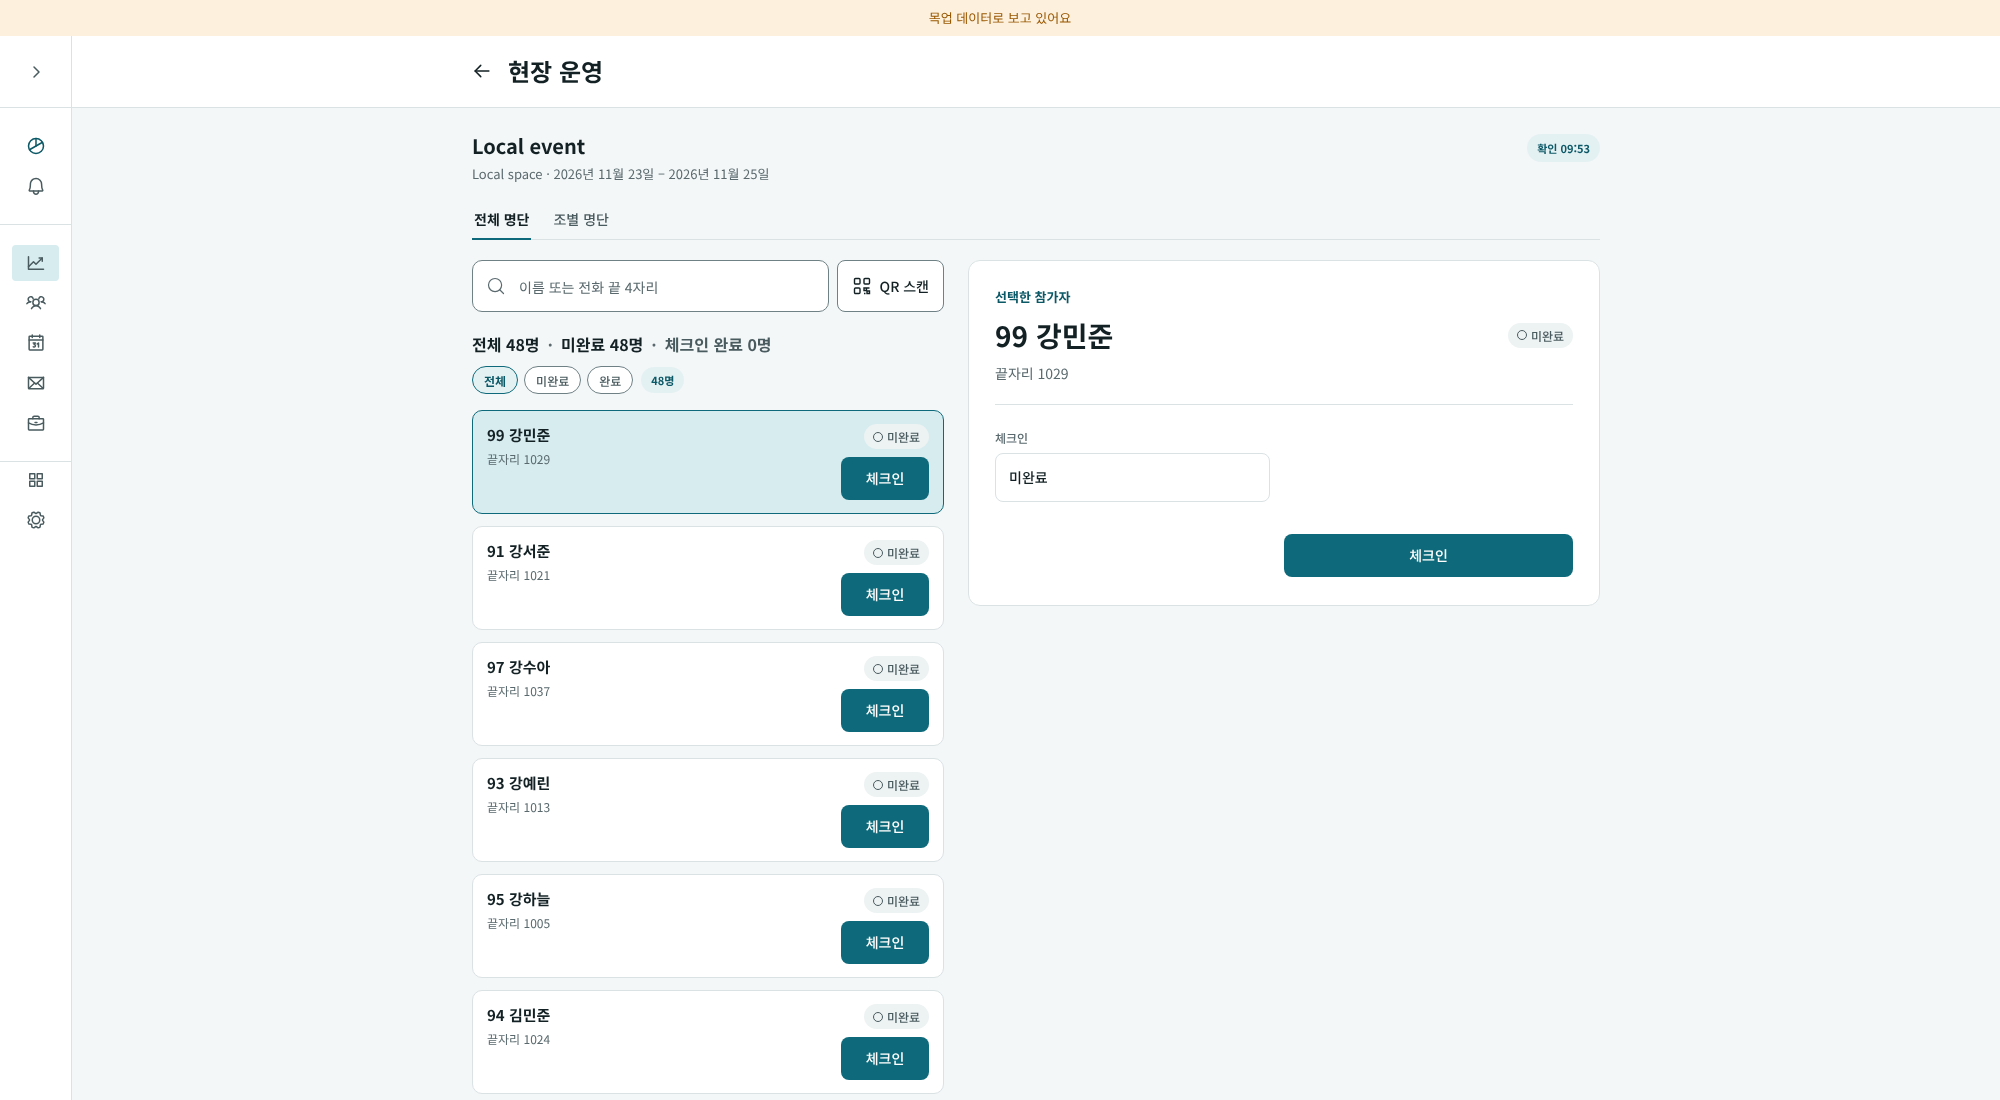 목업 데이터로 보고 있어요
현장 운영
Local event
확인 09:53
Local space · 2026년 11월 23일 – 2026년 11월 25일
전체 명단
조별 명단
이름 또는 전화 끝 4자리
QR 스캔
전체 48명 · 미완료 48명 · 체크인 완료 0명
전체
미완료
완료
48명
99 강민준
미완료
끝자리 1029
체크인
91 강서준
미완료
끝자리 1021
체크인
97 강수아
미완료
끝자리 1037
체크인
93 강예린
미완료
끝자리 1013
체크인
95 강하늘
미완료
끝자리 1005
체크인
94 김민준
미완료
끝자리 1024
체크인
선택한 참가자
99 강민준
미완료
끝자리 1029
체크인
미완료
체크인
31